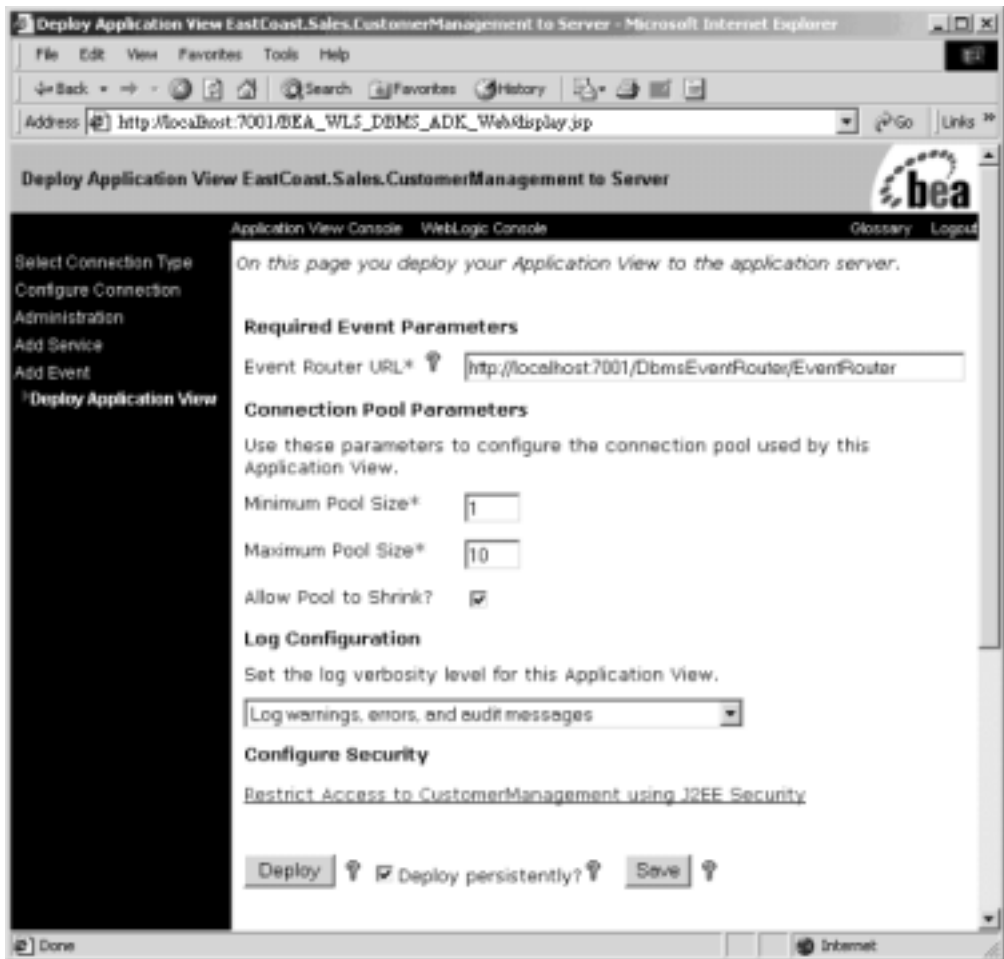 Deploy Application View EastCoast.Sales.CustomerManagement to Server - Microsoft Internet Explorer
File Edit View Favorites Tools Help
Back Search Favorites History
Address http://localhost:7001/BEA_WLS_DBMS_ADK_Web/display.jsp Go Links »
Deploy Application View EastCoast.Sales.CustomerManagement to Server
bea
Application View Console WebLogic Console Glossary Logout
Select Connection Type
Configure Connection
Administration
Add Service
Add Event
Deploy Application View
On this page you deploy your Application View to the application server.
Required Event Parameters
Event Router URL* http://localhost:7001/DbmsEventRouter/EventRouter
Connection Pool Parameters
Use these parameters to configure the connection pool used by this
Application View.
Minimum Pool Size* 1
Maximum Pool Size* 10
Allow Pool to Shrink?
Log Configuration
Set the log verbosity level for this Application View.
Log warnings, errors, and audit messages
Configure Security
Restrict Access to CustomerManagement using J2EE Security
Deploy Deploy persistently? Save
Done Internet